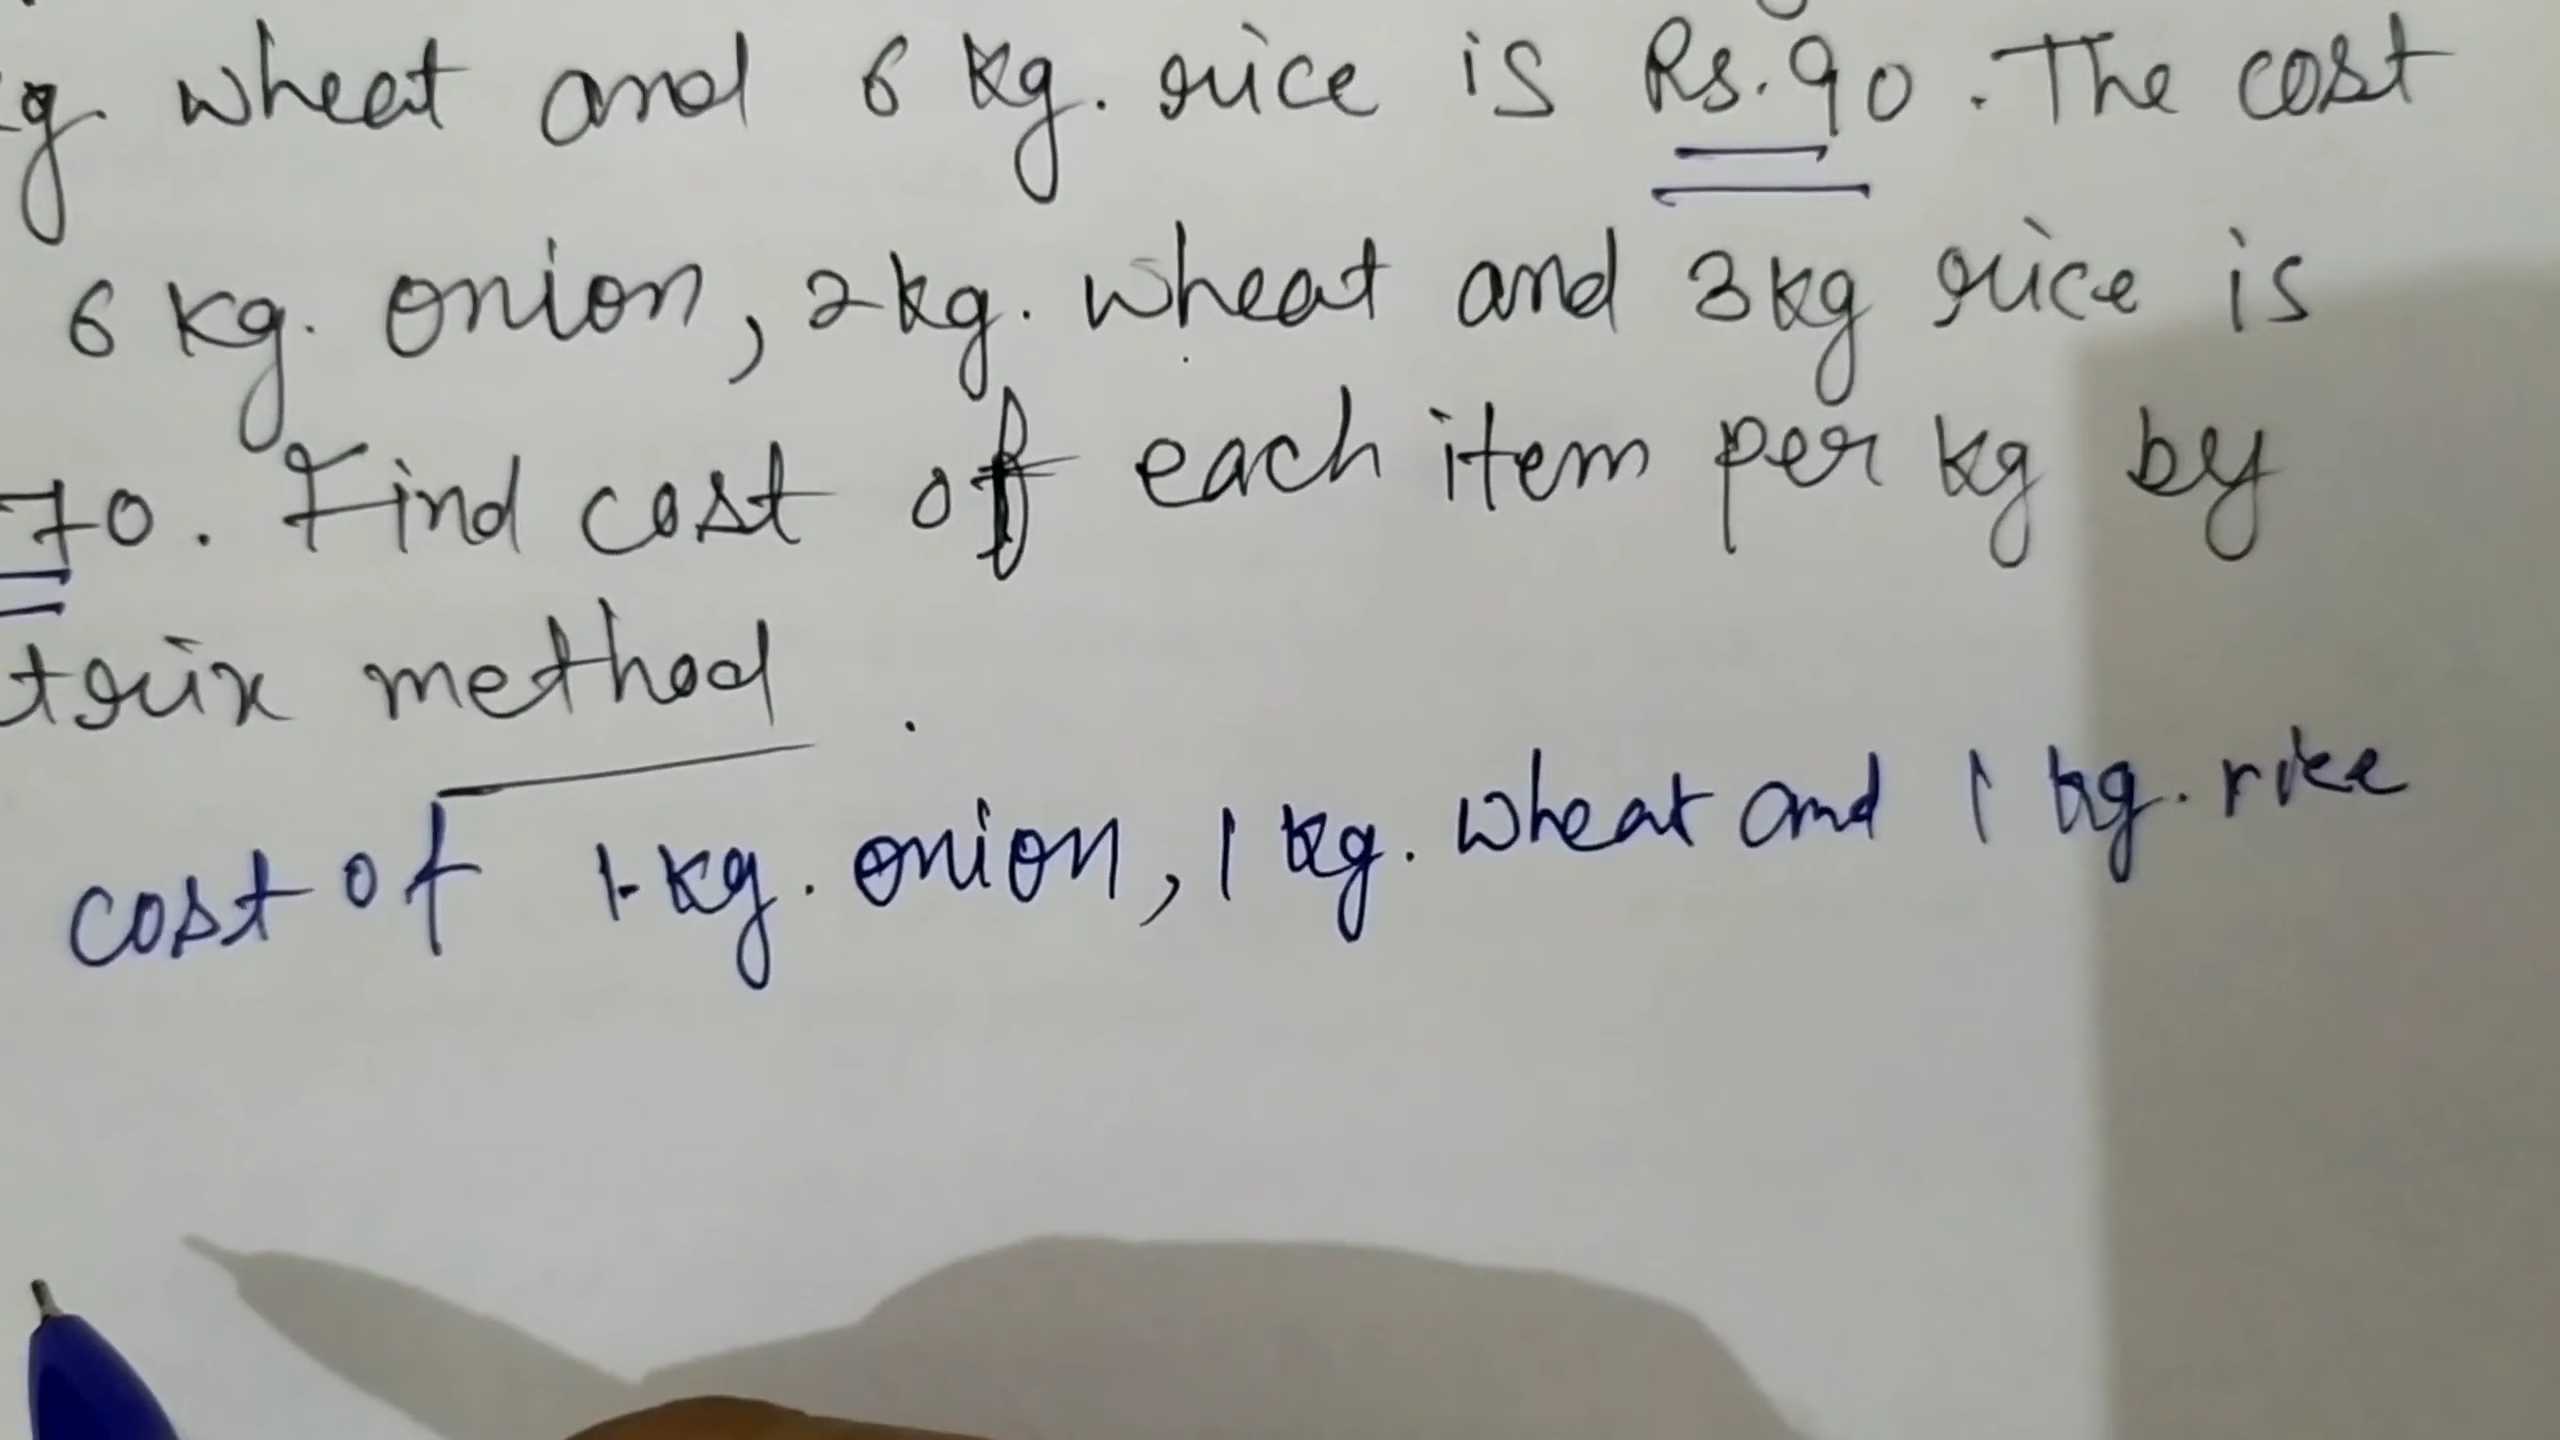 g. wheat and 6 kg. rice is Rs. 90. The cost
6 kg. onion, 2 kg. wheat and 3 kg rice is
70. Find cost of each item per kg by
trix method.
cost of 1 kg. onion, 1 kg. wheat and 1 kg. rice